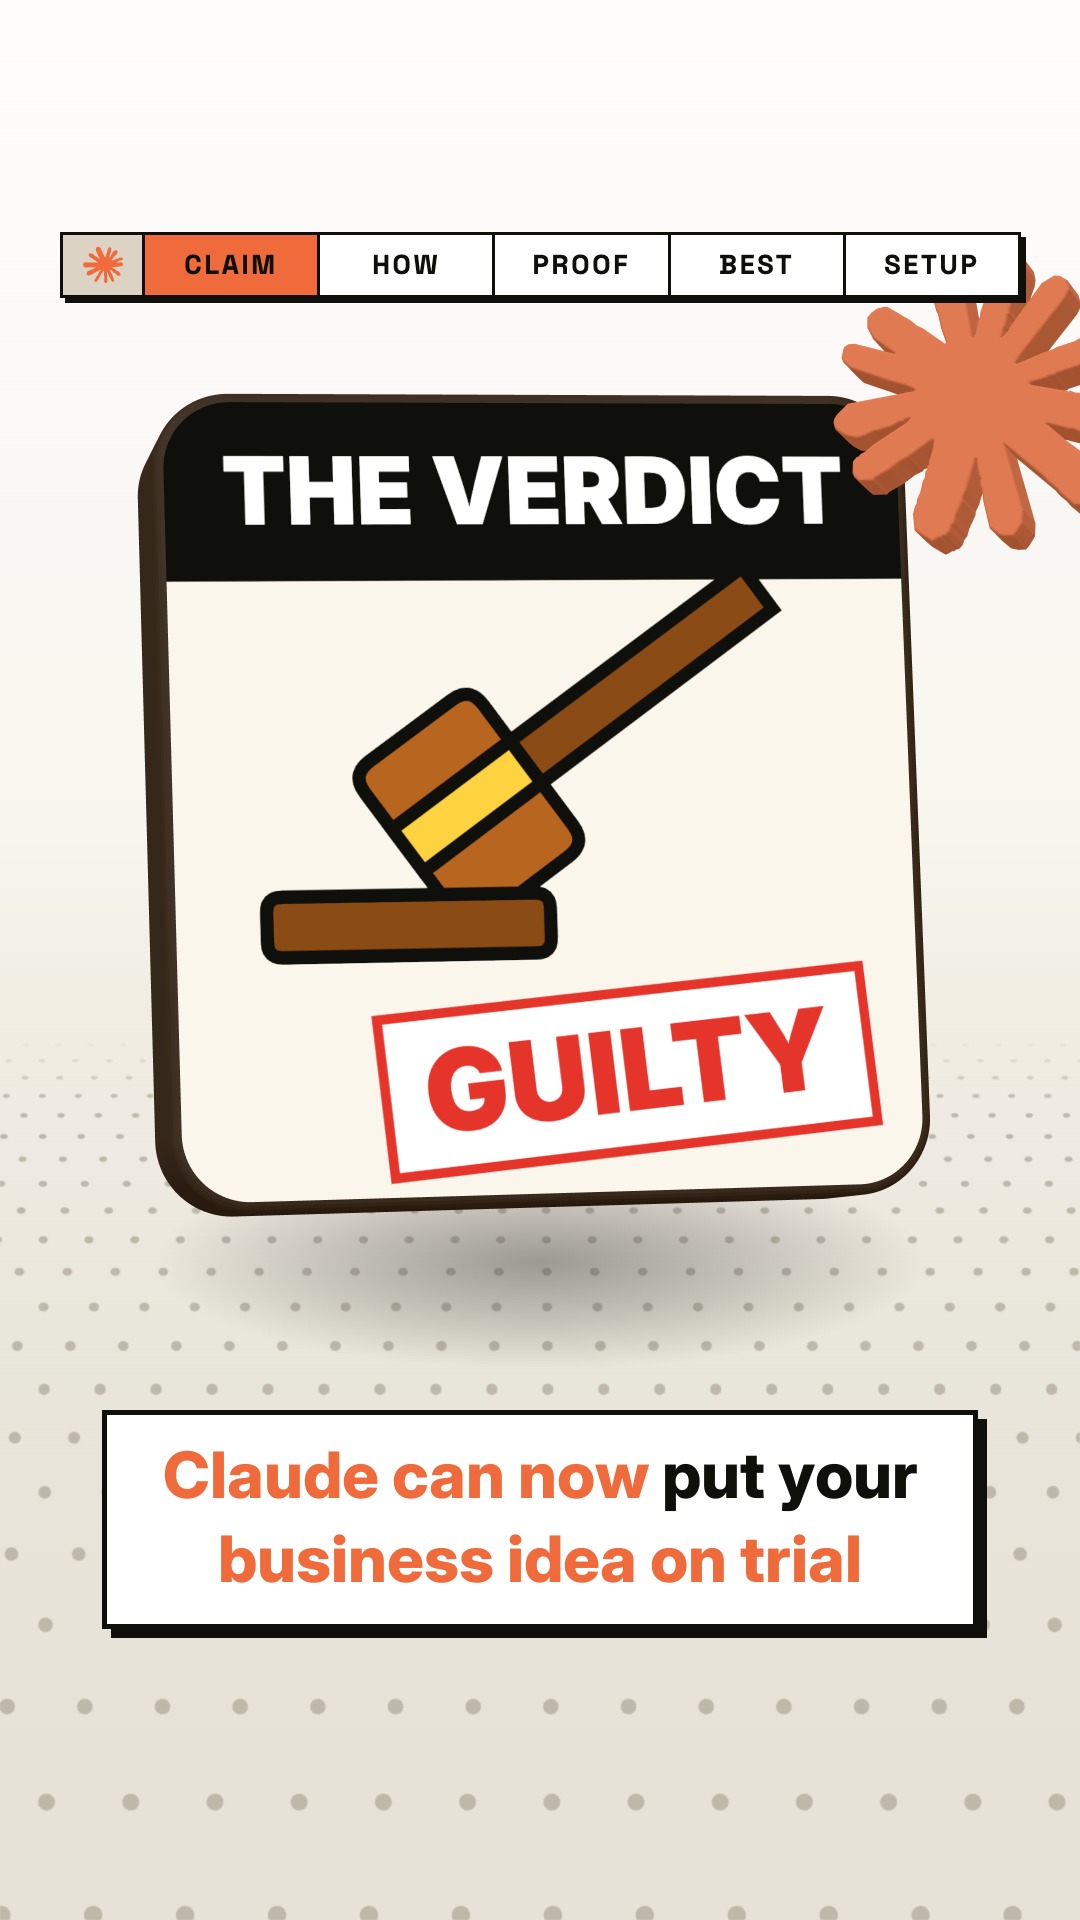 CLAIM HOW PROOF BEST SETUP
THE VERDICT
GUILTY
Claude can now put your
business idea on trial